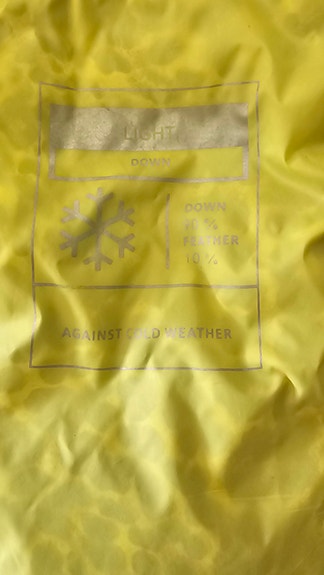 LIGHT
DOWN
DOWN
%
FEATHER
10 %
AGAINST COLD WEATHER